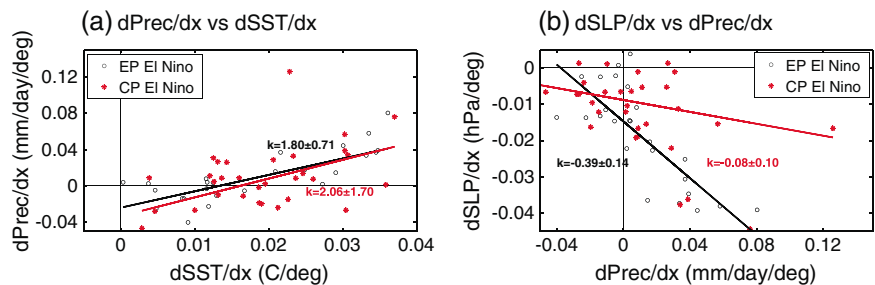 (a) dPrec/dx vs dSST/dx
dPrec/dx (mm/day/deg)
0.12
0.08
0.04
0
-0.04
EP El Nino
CP El Nino
k=1.80±0.71
k=2.06±1.70
0
0.01
0.02
0.03
0.04
dSST/dx (C/deg)
(b) dSLP/dx vs dPrec/dx
dSLP/dx (hPa/deg)
0
-0.01
-0.02
-0.03
-0.04
EP El Nino
CP El Nino
k=-0.39±0.14
k=-0.08±0.10
-0.04
0
0.04
0.08
0.12
dPrec/dx (mm/day/deg)